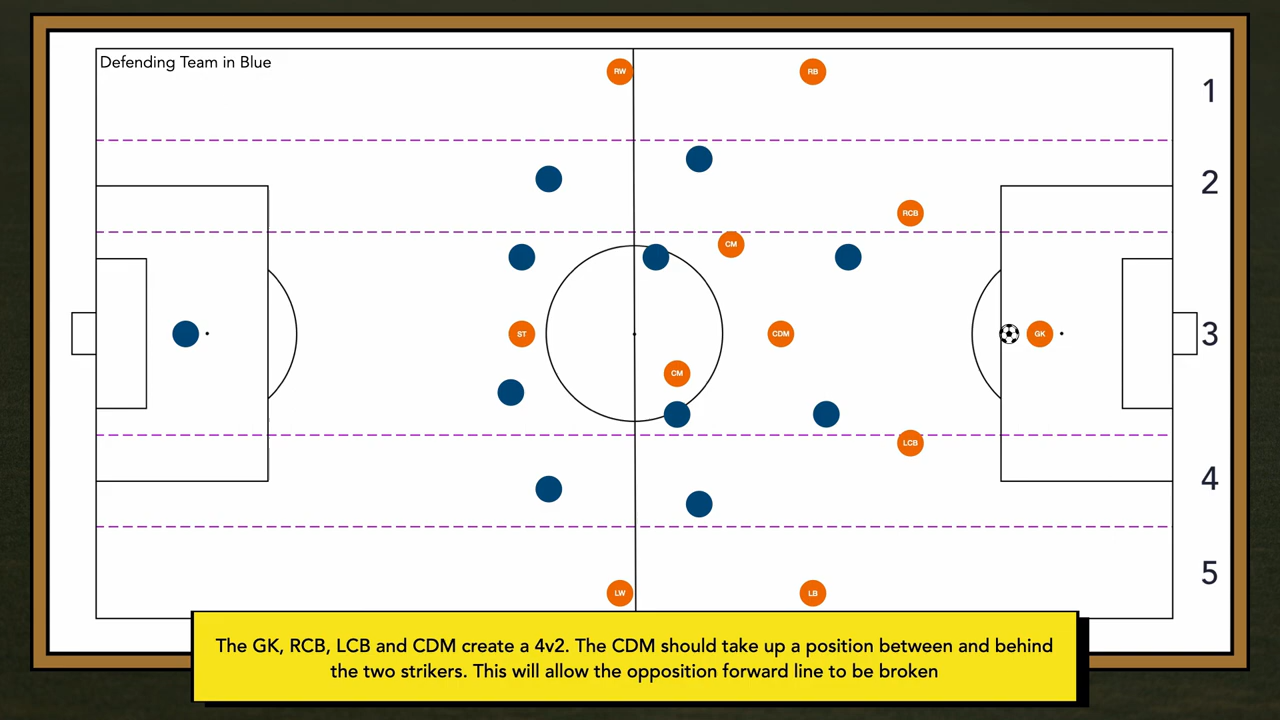 Defending Team in Blue
RW
RB
1
2
RCB
CM
ST
CDM
GK
3
CM
LCB
4
5
LW
LB
The GK, RCB, LCB and CDM create a 4v2. The CDM should take up a position between and behind
the two strikers. This will allow the opposition forward line to be broken